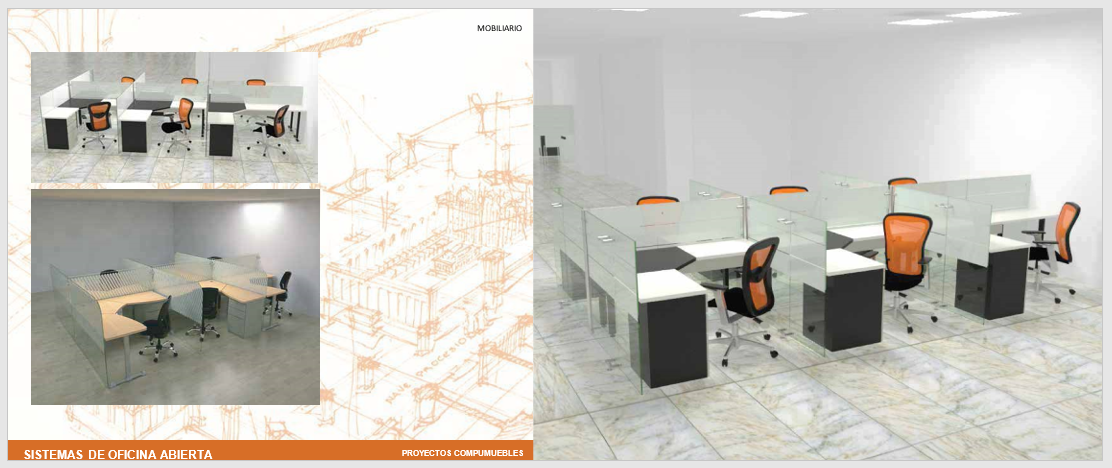 MOBILIARIO
SISTEMAS DE OFICINA ABIERTA
PROYECTOS COMPUMUEBLES